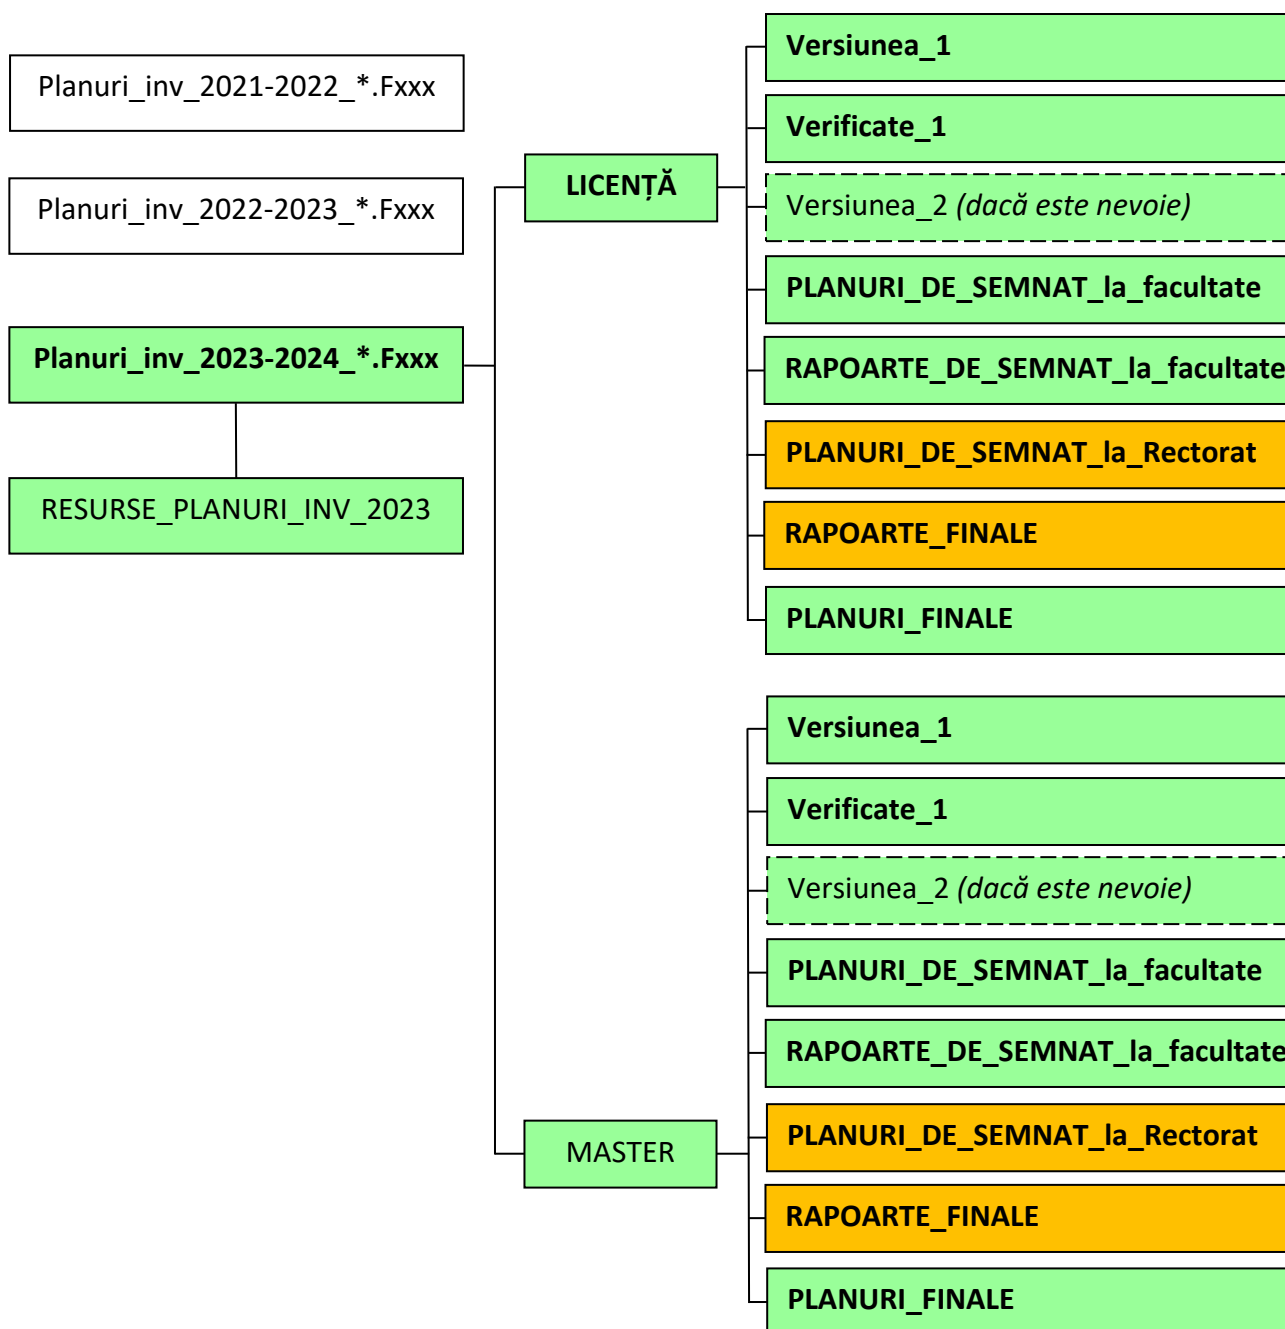 Planuri_inv_2021-2022_*.Fxxx
Planuri_inv_2022-2023_*.Fxxx
Planuri_inv_2023-2024_*.Fxxx
RESURSE_PLANURI_INV_2023
LICENȚĂ
Versiunea_1
Verificate_1
Versiunea_2 (dacă este nevoie)
PLANURI_DE_SEMNAT_la_facultate
RAPOARTE_DE_SEMNAT_la_facultate
PLANURI_DE_SEMNAT_la_Rectorat
RAPOARTE_FINALE
PLANURI_FINALE
MASTER
Versiunea_1
Verificate_1
Versiunea_2 (dacă este nevoie)
PLANURI_DE_SEMNAT_la_facultate
RAPOARTE_DE_SEMNAT_la_facultate
PLANURI_DE_SEMNAT_la_Rectorat
RAPOARTE_FINALE
PLANURI_FINALE